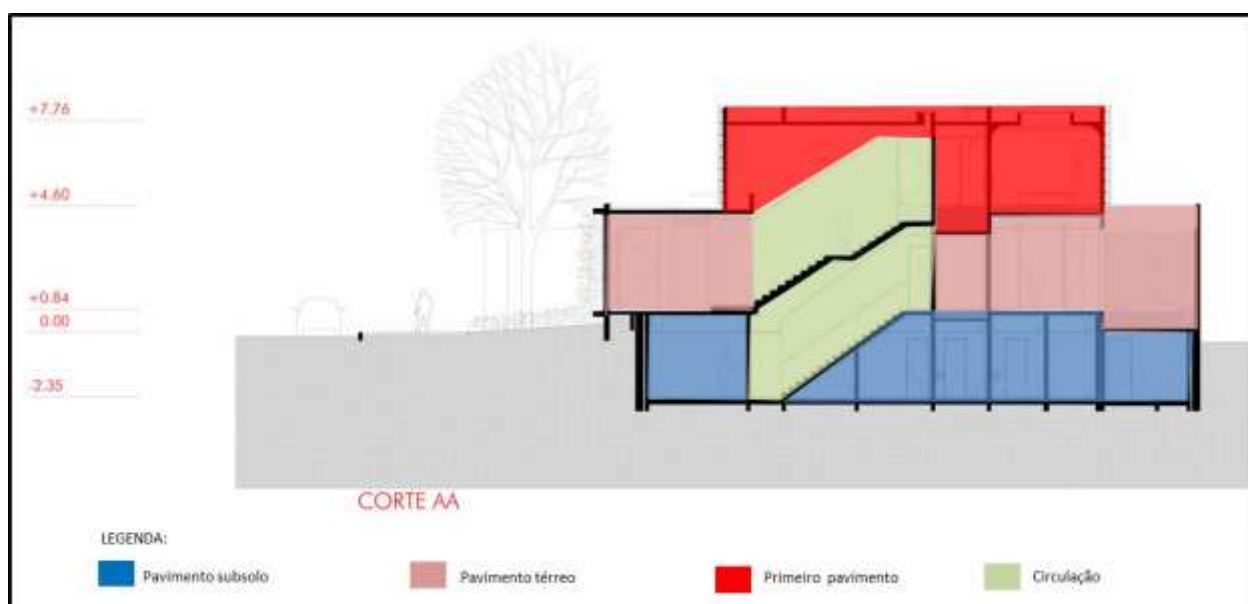 +7.76
+4.60
+0.84
0.00
-2.35
CORTE AA
LEGENDA:
Pavimento subsolo
Pavimento térreo
Primeiro pavimento
Circulação